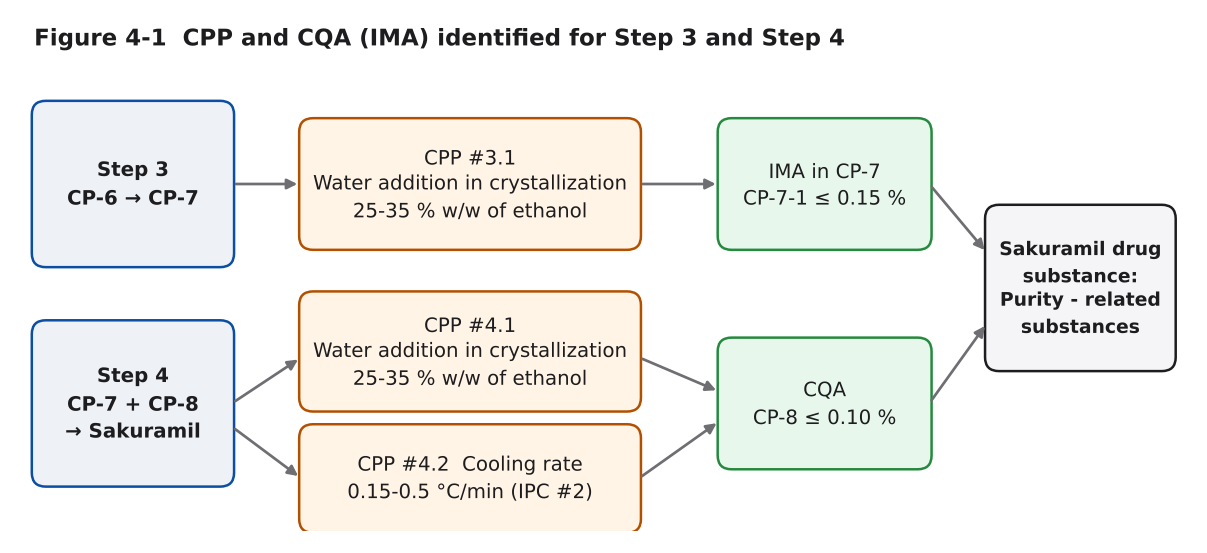 Figure 4-1  CPP and CQA (IMA) identified for Step 3 and Step 4
Step 3
CP-6 → CP-7
CPP #3.1
Water addition in crystallization
25-35 % w/w of ethanol
IMA in CP-7
CP-7-1 ≤ 0.15 %
Sakuramil drug
substance:
Purity - related
substances
Step 4
CP-7 + CP-8
→ Sakuramil
CPP #4.1
Water addition in crystallization
25-35 % w/w of ethanol
CPP #4.2  Cooling rate
0.15-0.5 °C/min (IPC #2)
CQA
CP-8 ≤ 0.10 %